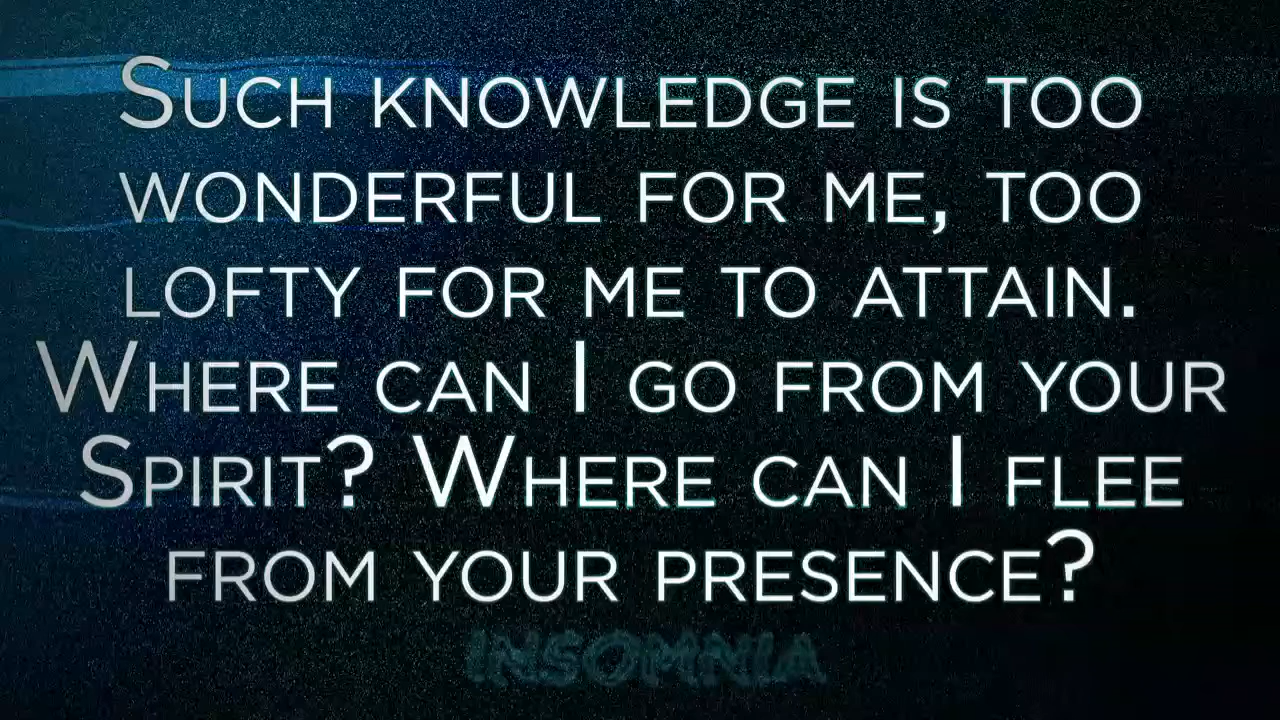 Such knowledge is too
wonderful for me, too
lofty for me to attain.
Where can I go from your
Spirit? Where can I flee
from your presence?
INSOMNIA